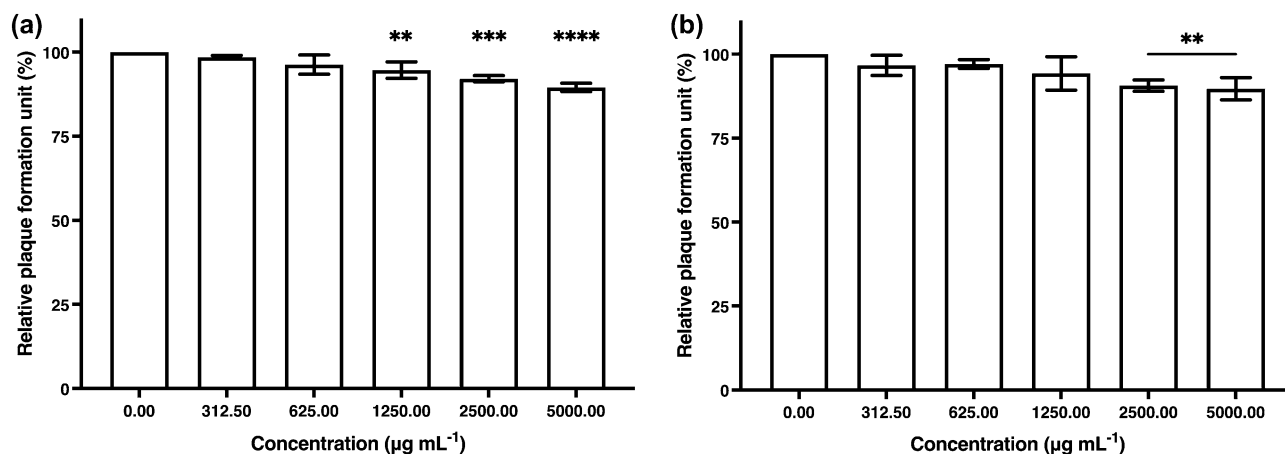 (a)
** *** ****
100
75
50
25
0
Relative plaque formation unit (%)
0.00 312.50 625.00 1250.00 2500.00 5000.00
Concentration (µg mL⁻¹)
(b)
**
100
75
50
25
0
Relative plaque formation unit (%)
0.00 312.50 625.00 1250.00 2500.00 5000.00
Concentration (µg mL⁻¹)